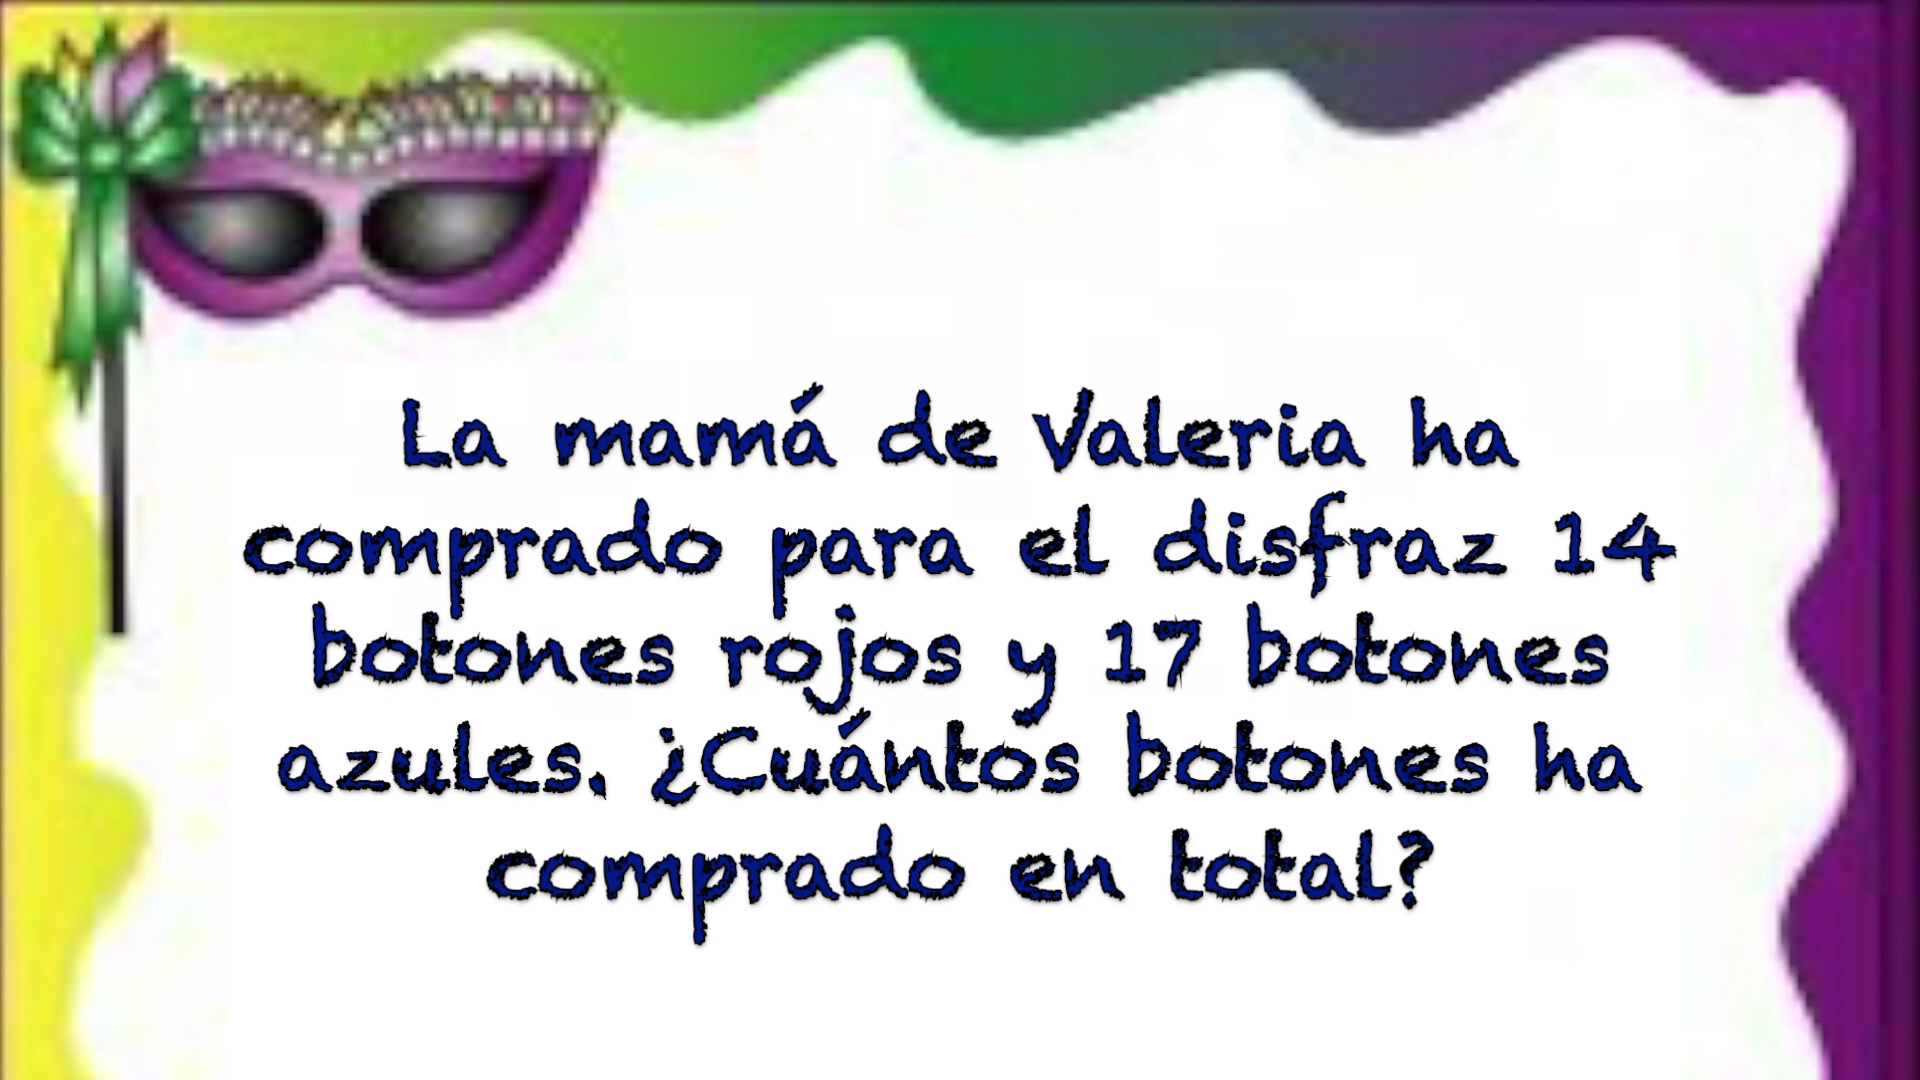 La mamá de Valeria ha
comprado para el disfraz 14
botones rojos y 17 botones
azules. ¿Cuántos botones ha
comprado en total?